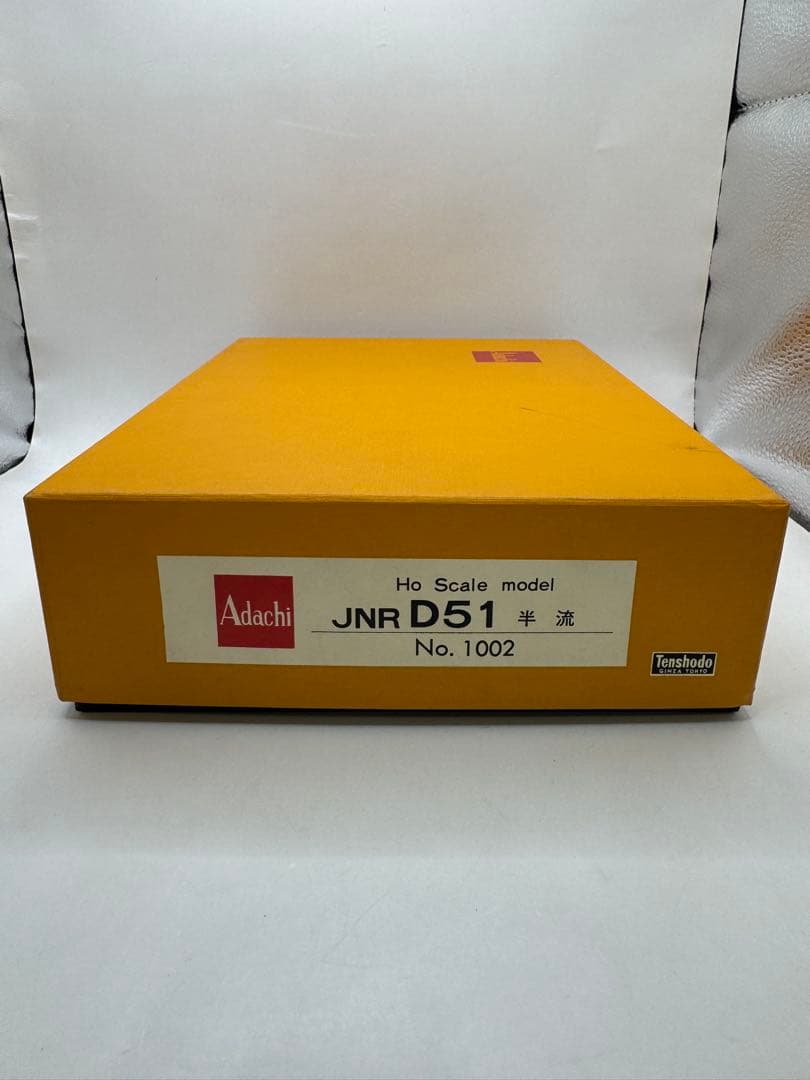 Adachi
Ho Scale model
JNR D51 半 流
No. 1002
Tenshodo
GINZA TOKYO